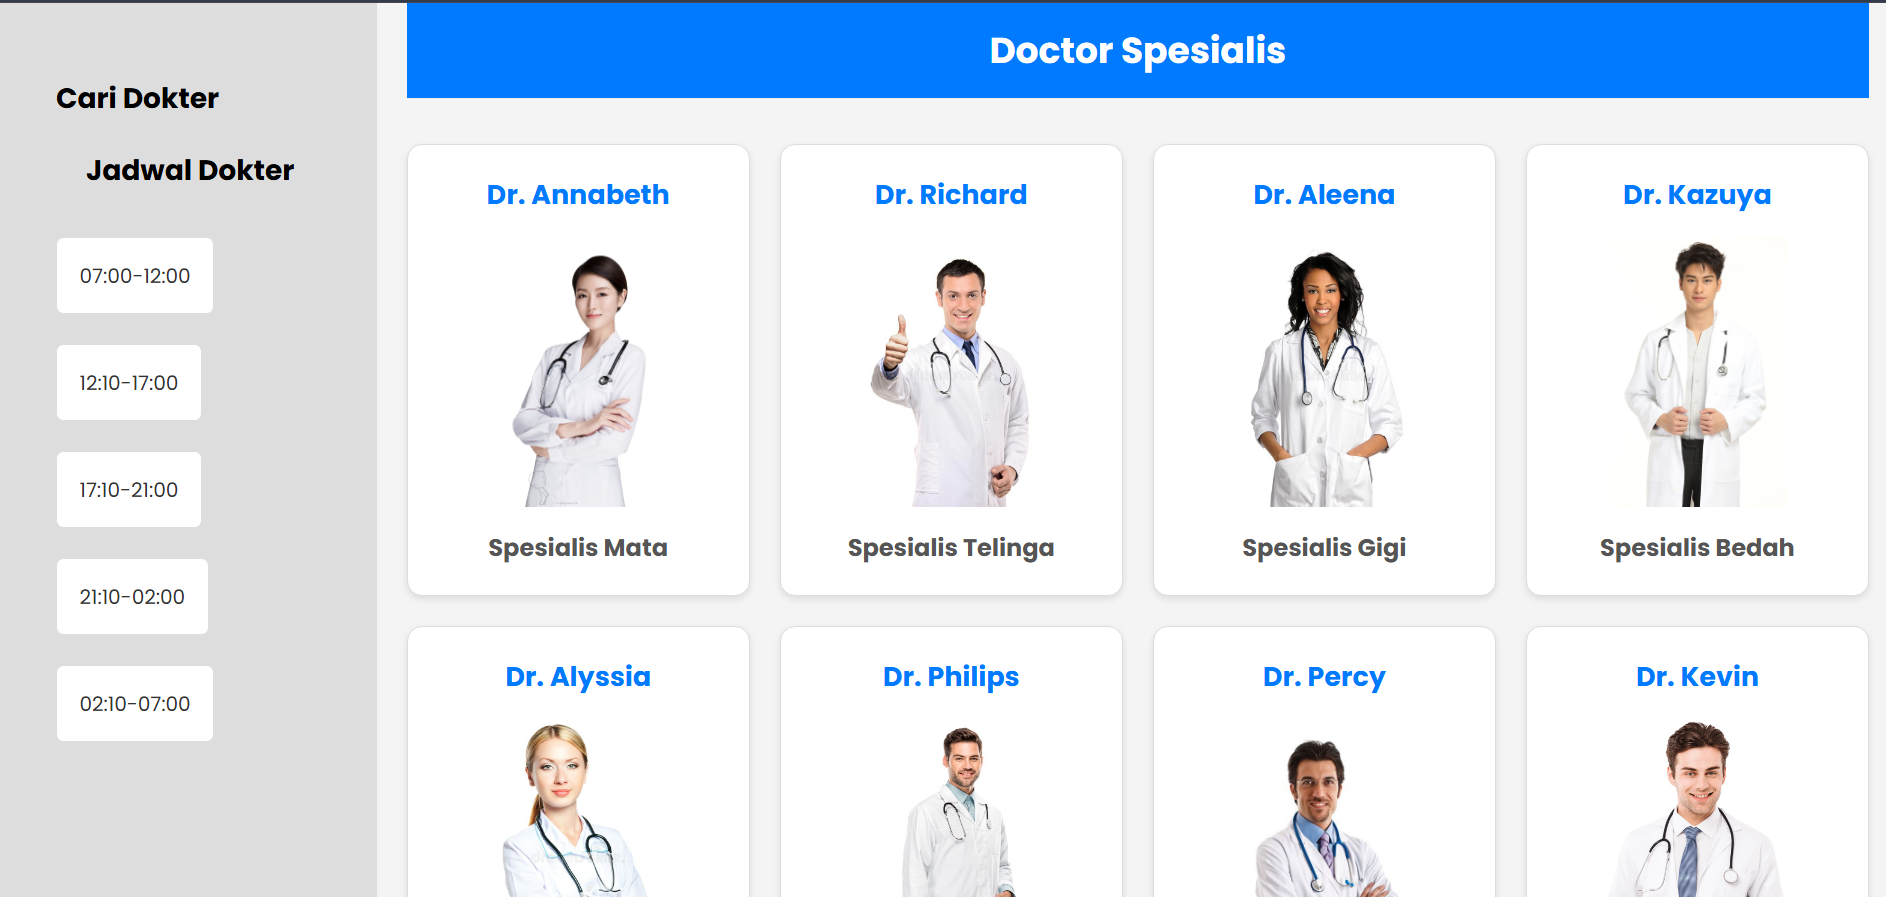 Doctor Spesialis
Cari Dokter
Jadwal Dokter
07:00-12:00
12:10-17:00
17:10-21:00
21:10-02:00
02:10-07:00
Dr. Annabeth
Spesialis Mata
Dr. Richard
Spesialis Telinga
Dr. Aleena
Spesialis Gigi
Dr. Kazuya
Spesialis Bedah
Dr. Alyssia
Dr. Philips
Dr. Percy
Dr. Kevin